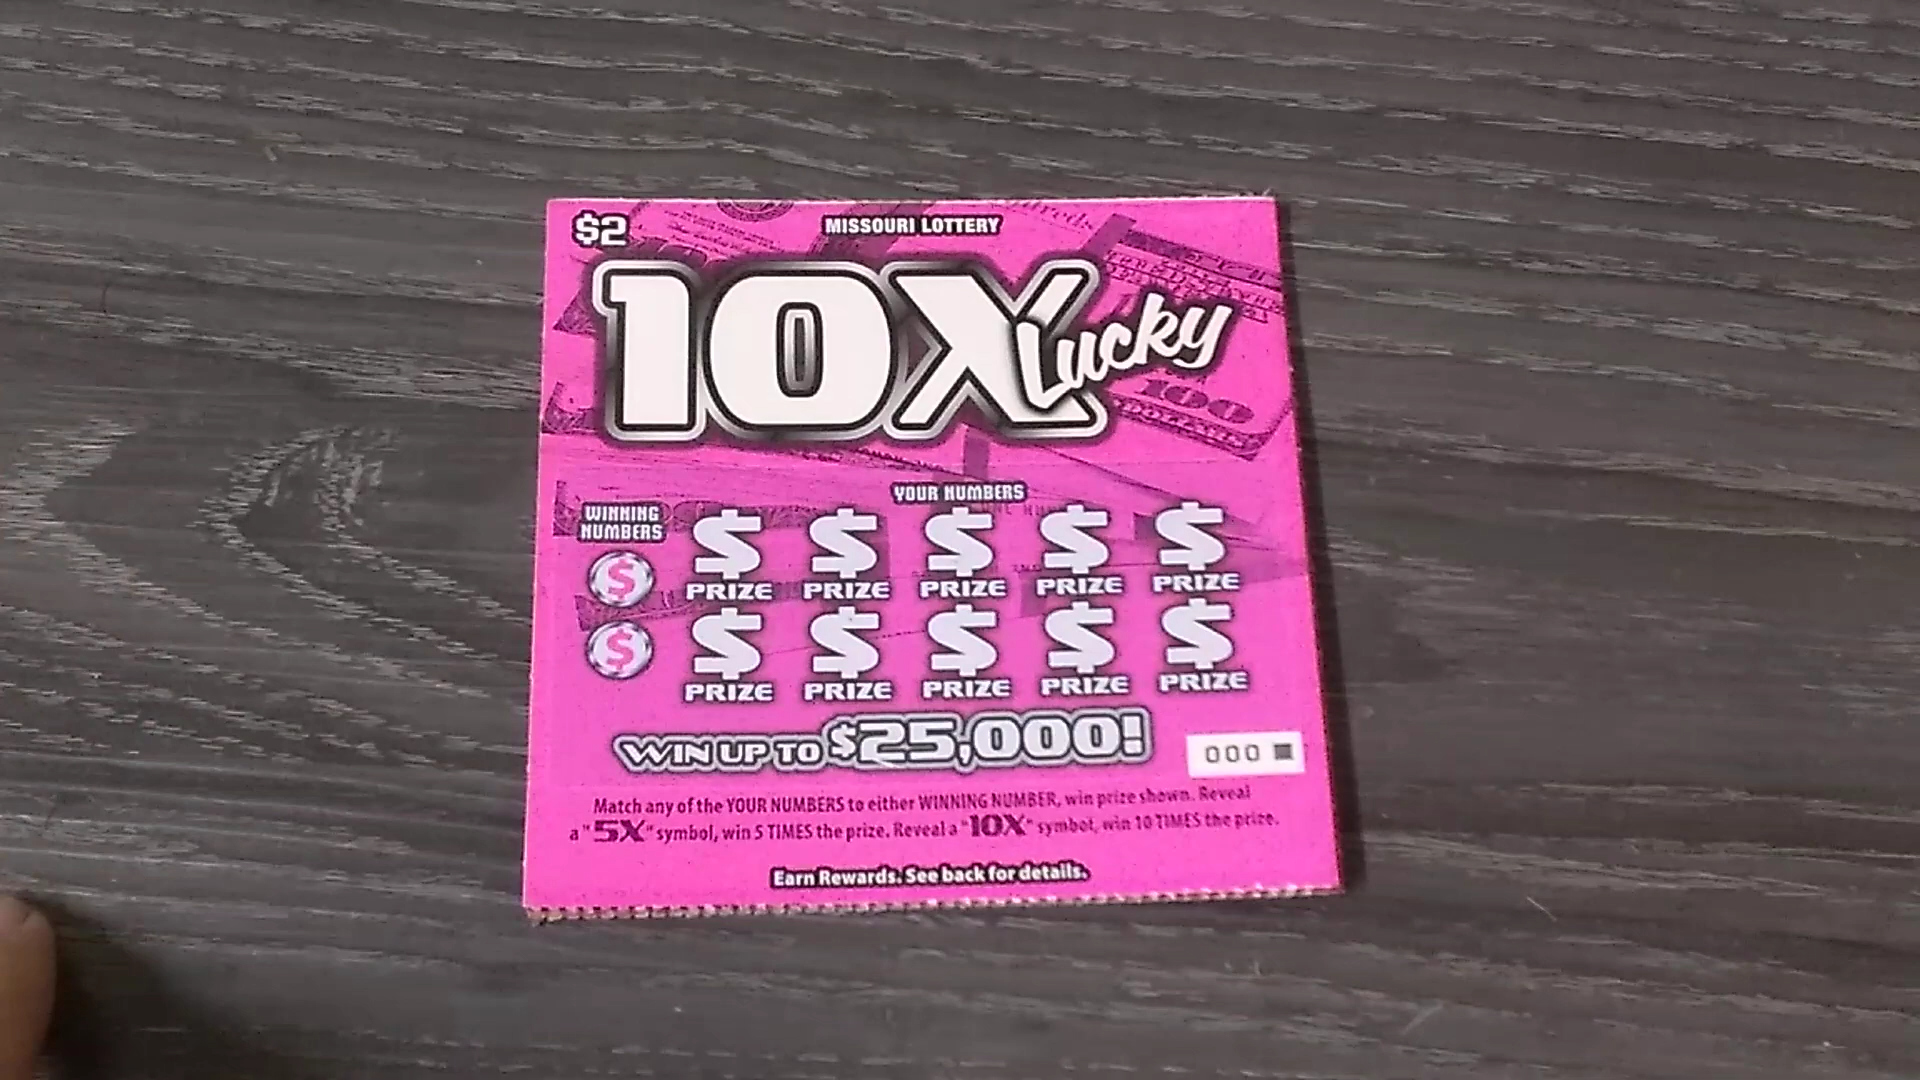 $2
MISSOURI LOTTERY
10X Lucky
YOUR NUMBERS
WINNING
NUMBERS
$ $ $ $ $ $
PRIZE PRIZE PRIZE PRIZE PRIZE
$ $ $ $ $ $
PRIZE PRIZE PRIZE PRIZE PRIZE
WIN UP TO $25,000!
000
Match any of the YOUR NUMBERS to either WINNING NUMBER, win prize shown. Reveal
a "5X" symbol, win 5 TIMES the prize. Reveal a "10X" symbol, win 10 TIMES the prize.
Earn Rewards. See back for details.
100